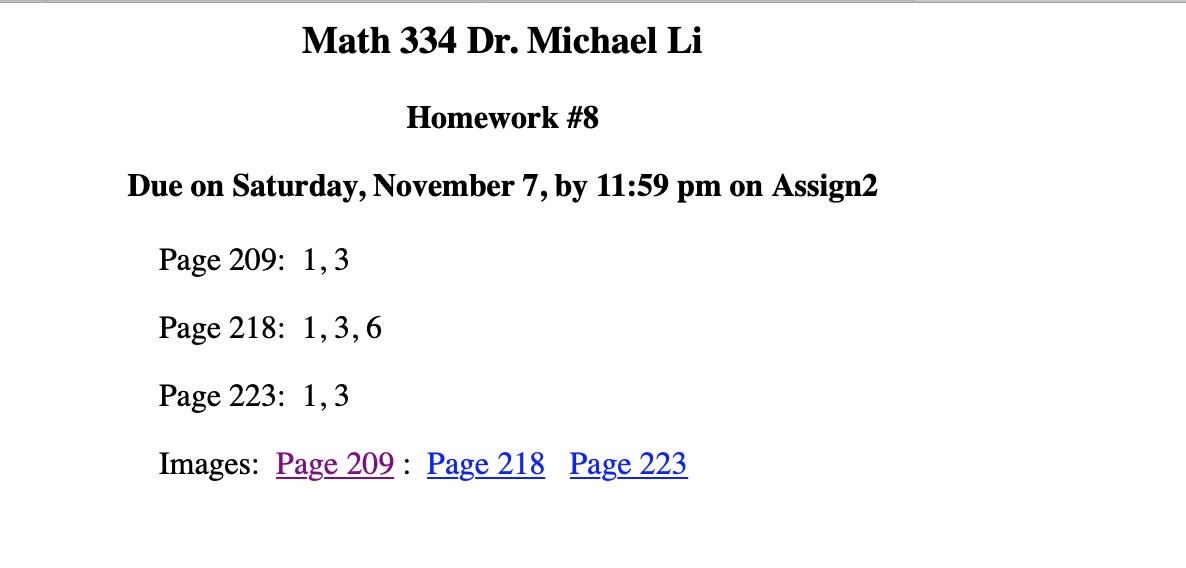 Math 334 Dr. Michael Li
Homework #8
Due on Saturday, November 7, by 11:59 pm on Assign2
Page 209: 1, 3
Page 218: 1, 3, 6
Page 223: 1, 3
Images: Page 209 : Page 218 Page 223